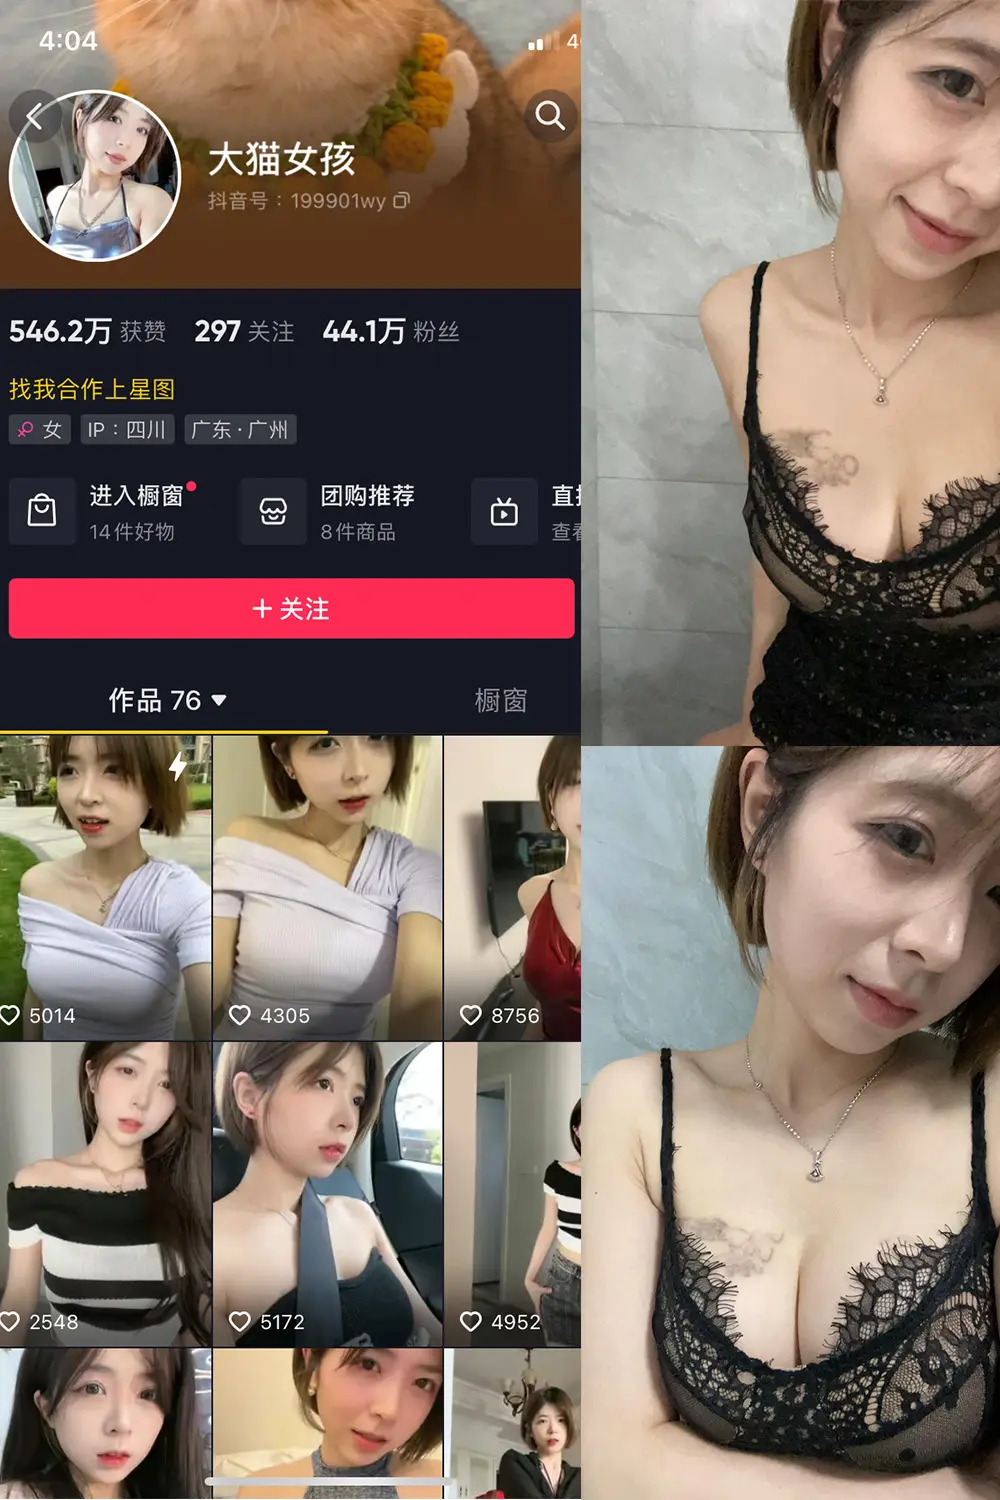 4:04
4
大猫女孩
抖音号：199901wy
546.2万 获赞 297 关注 44.1万 粉丝
找我合作上星图
女 IP：四川 广东·广州
进入橱窗 团购推荐
14件好物 8件商品 查看
+ 关注
作品 76 橱窗
5014 4305 8756
2548 5172 4952